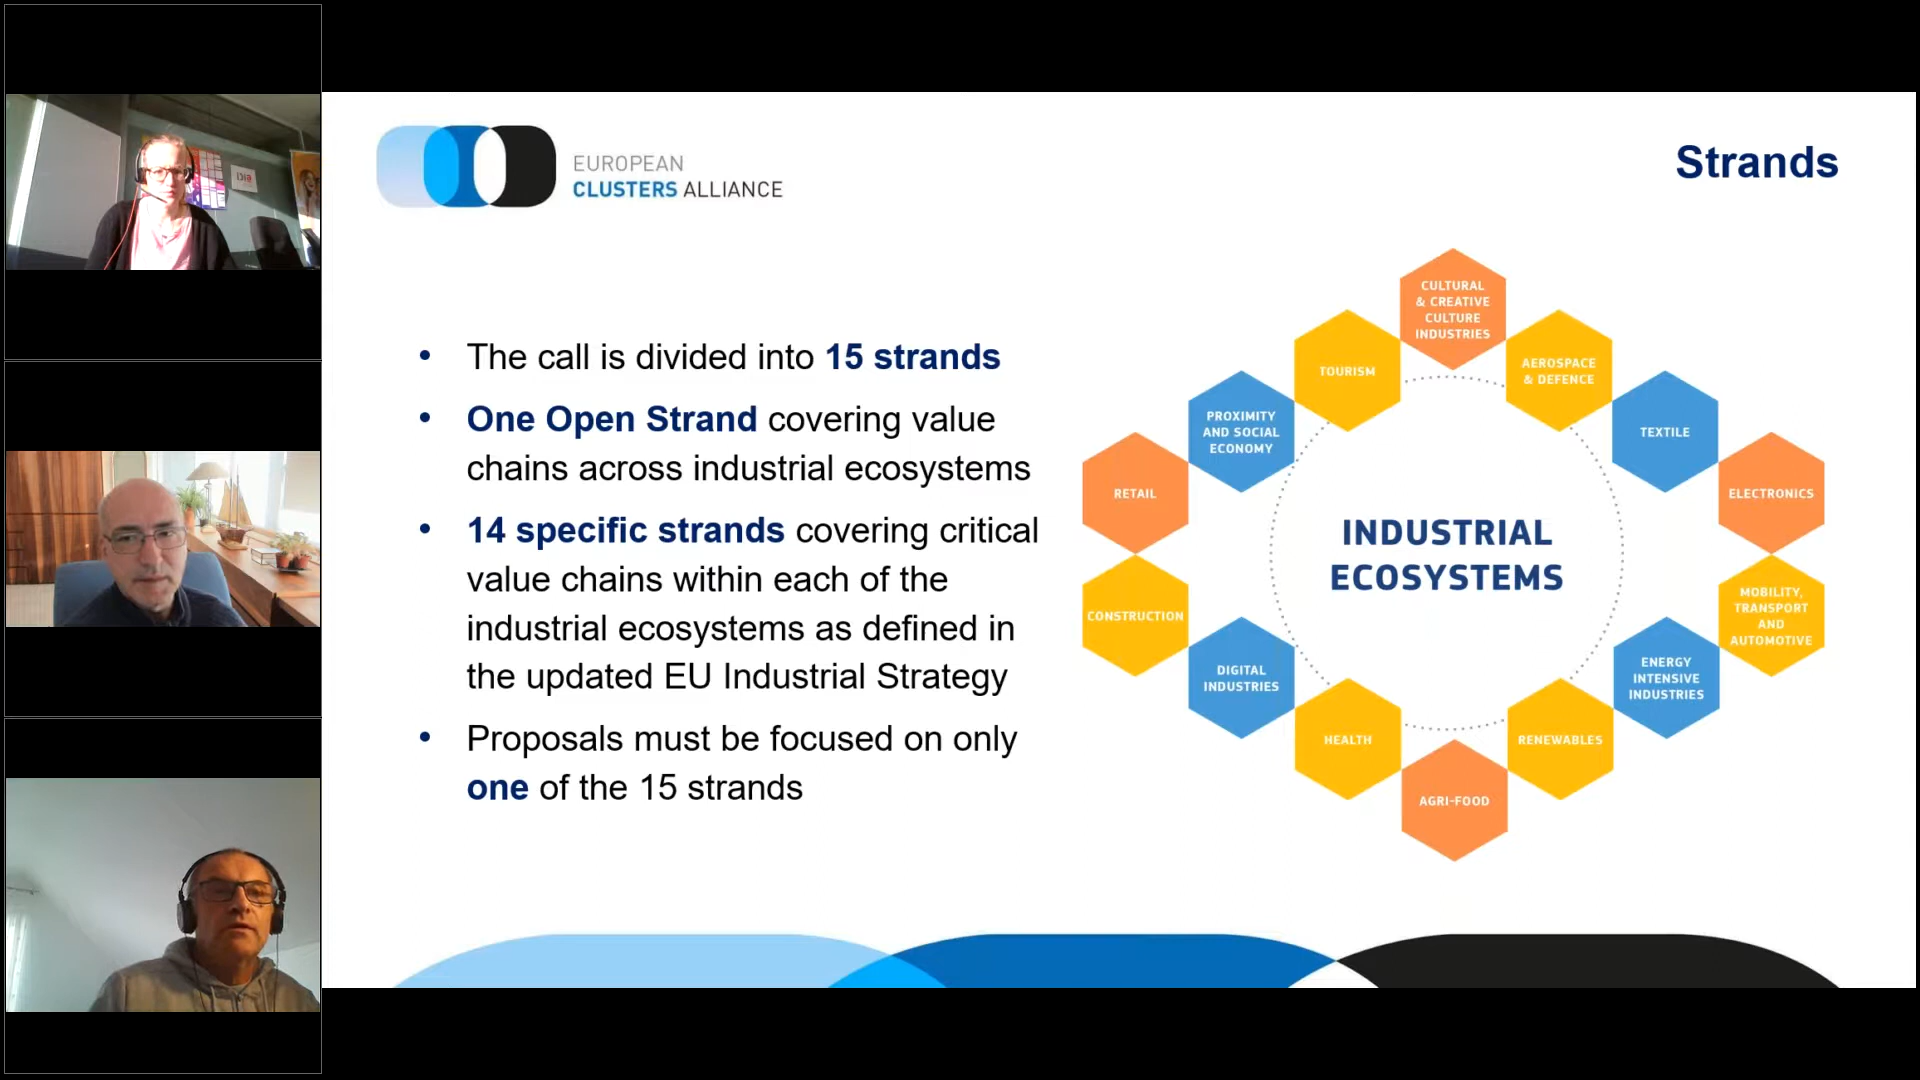 EUROPEAN
CLUSTERS ALLIANCE
Strands
• The call is divided into 15 strands
• One Open Strand covering value
chains across industrial ecosystems
• 14 specific strands covering critical
value chains within each of the
industrial ecosystems as defined in
the updated EU Industrial Strategy
• Proposals must be focused on only
one of the 15 strands
CULTURAL
& CREATIVE
CULTURE
INDUSTRIES
AEROSPACE
& DEFENCE
TEXTILE
ELECTRONICS
MOBILITY,
TRANSPORT
AND
AUTOMOTIVE
ENERGY
INTENSIVE
INDUSTRIES
RENEWABLES
AGRI-FOOD
HEALTH
DIGITAL
INDUSTRIES
CONSTRUCTION
RETAIL
PROXIMITY
AND SOCIAL
ECONOMY
TOURISM
INDUSTRIAL
ECOSYSTEMS